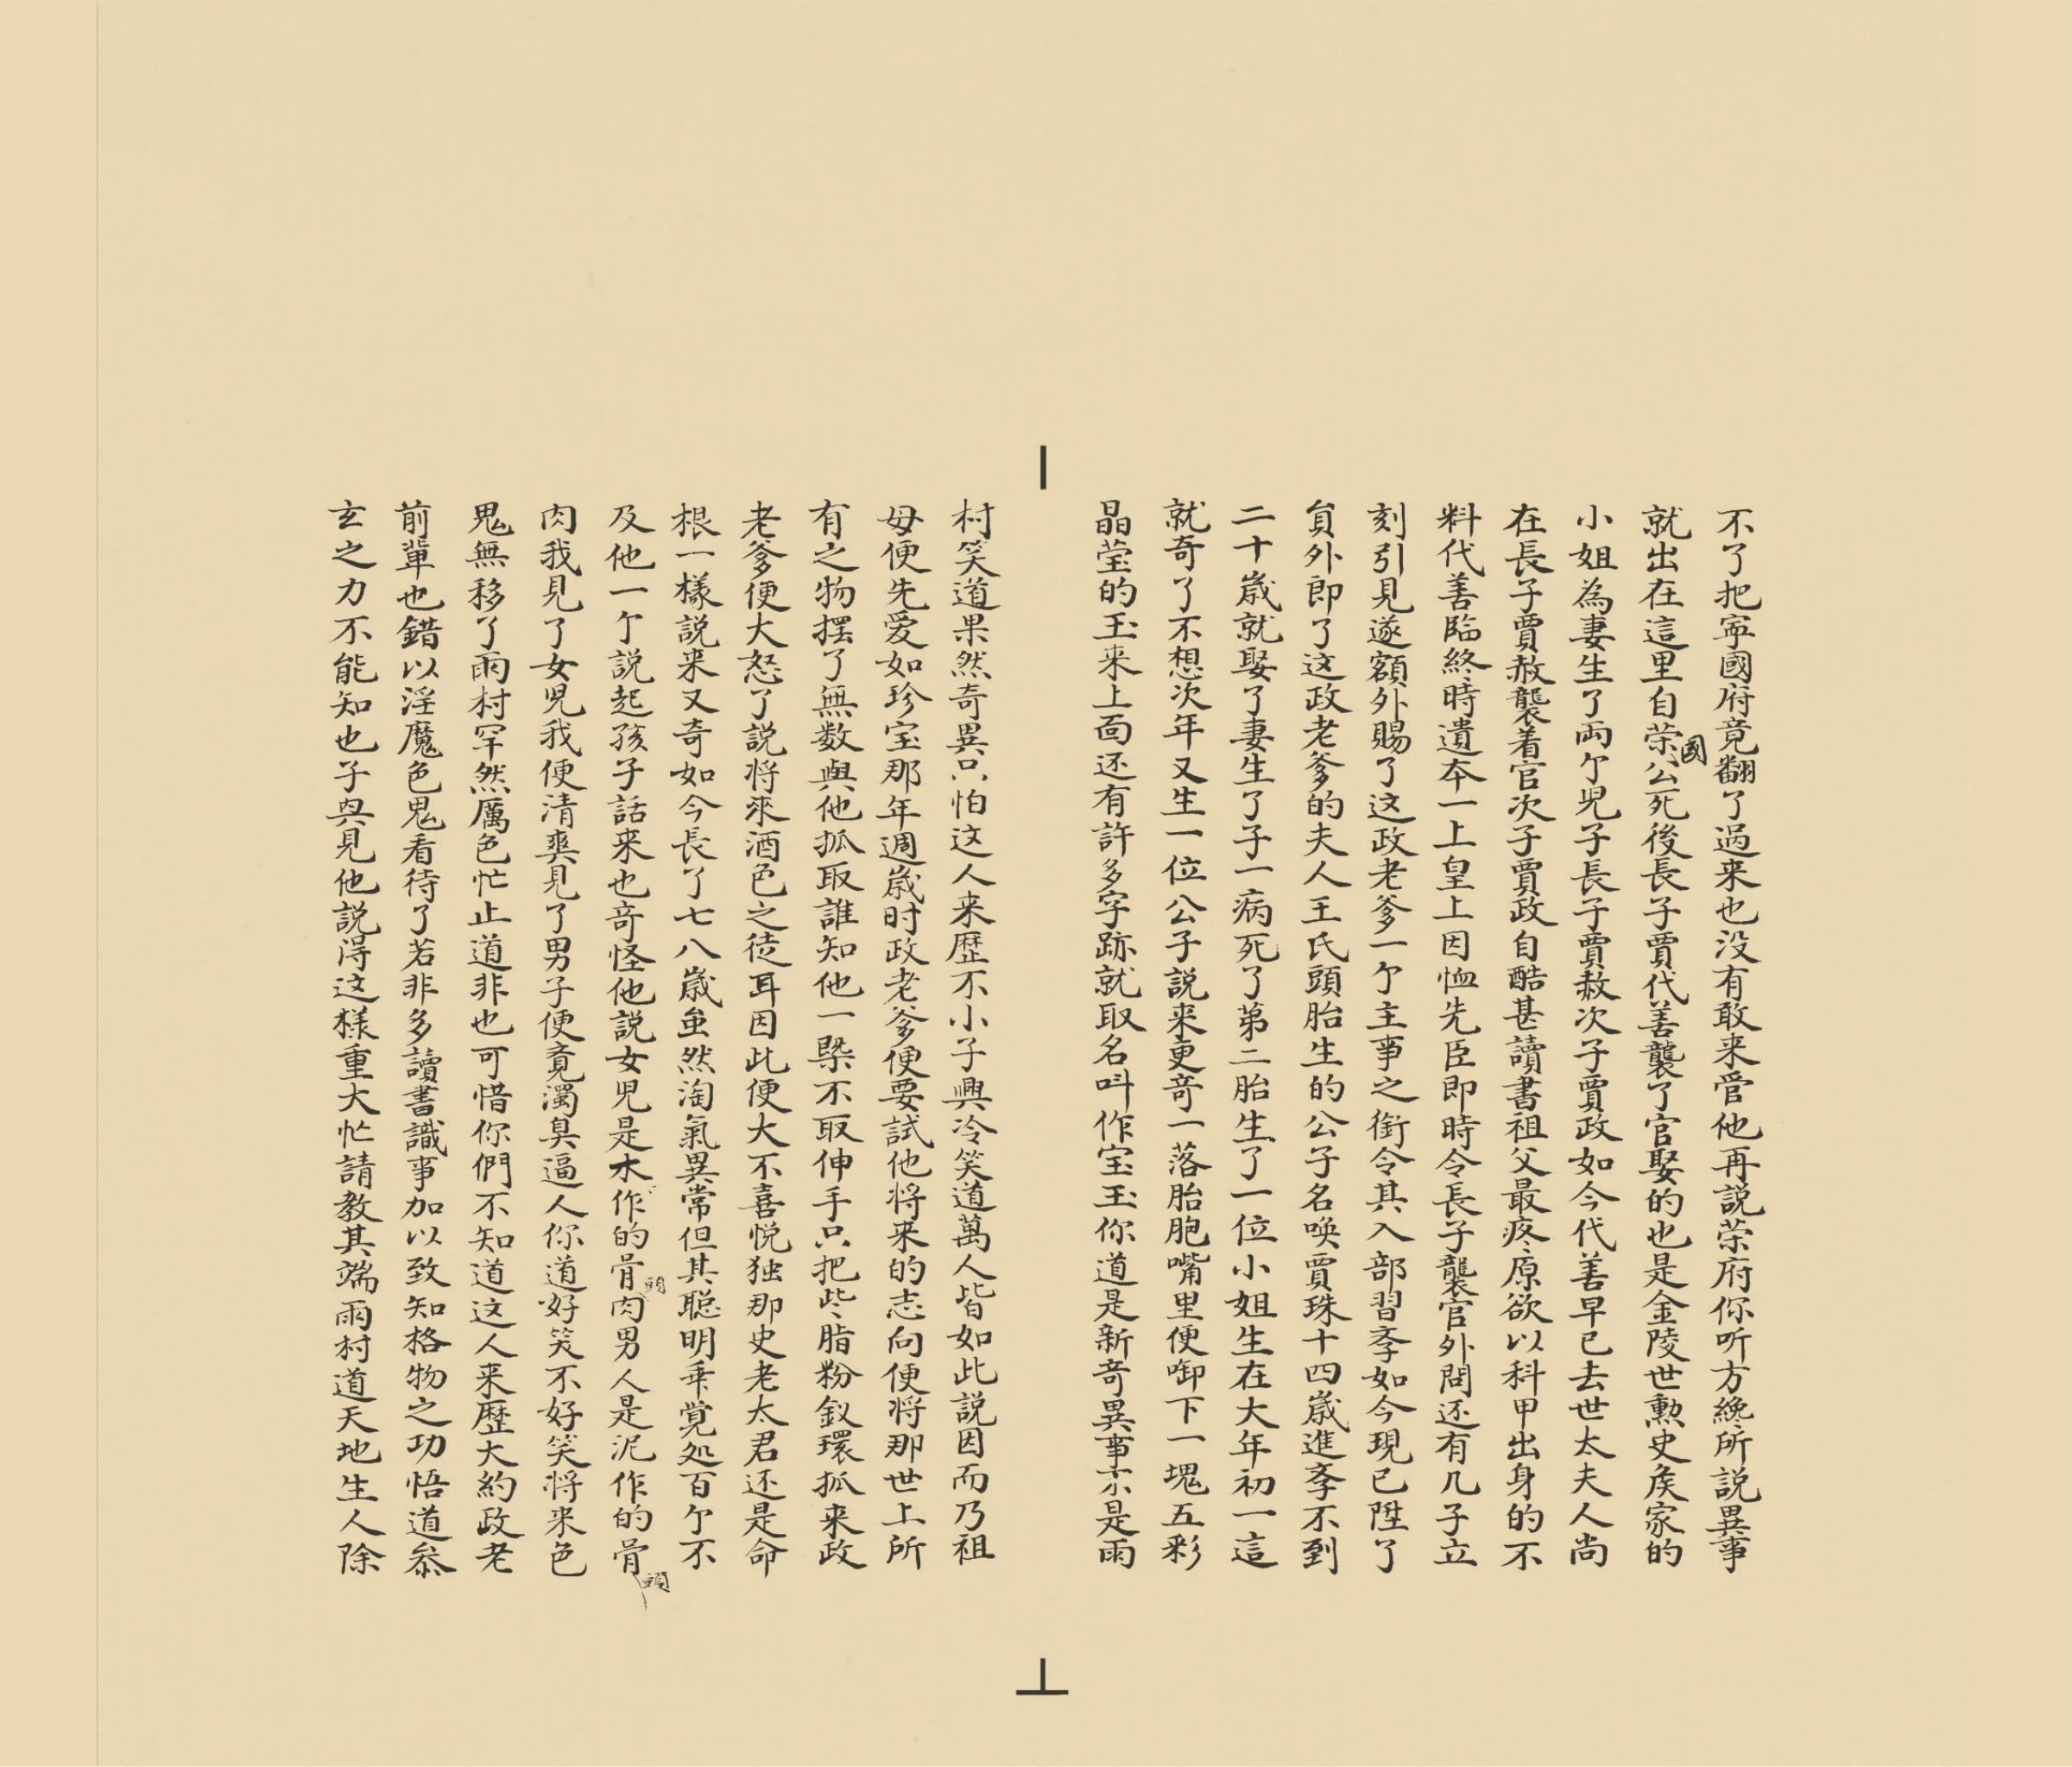 不了把寍國府竟翻了過来也没有敢来管他再説荣府你听方纔所説異事
就出在這里自荣國公死後長子賈代善襲了官娶的也是金陵世勲史矦家的
小姐為妻生了両个児子長子賈赦次子賈政如今代善早已去世太夫人尚
在長子賈赦襲着官次子賈政自酷甚讀書祖父最疼原欲以科甲出身的不
料代善臨終時遺夲一上皇上因恤先臣即時令長子襲官外問还有几子立
刻引見遂額外賜了这政老爹一个主事之銜令其入部習斈如今現已陞了
貟外郎了这政老爹的夫人王氏頭胎生的公子名唤賈珠十四歲進斈不到
二十歲就娶了妻生了子一病死了苐二胎生了一位小姐生在大年初一這
就奇了不想次年又生一位公子説来更竒一落胎胞嘴里便啣下一塊五彩
晶莹的玉来上面还有許多字跡就取名叫作宝玉你道是新竒異事不是雨
村笑道果然奇異只怕这人来歴不小子興冷笑道萬人皆如此説因而乃祖
母便先爱如珍宝那年週歲时政老爹便要試他将来的志向便将那世上所
有之物摆了無数與他抓取誰知他一槩不取伸手只把些脂粉釵環抓来政
老爹便大怒了説将來酒色之徒耳因此便大不喜悦独那史老太君还是命
根一樣説来又奇如今長了七八歲虽然淘氣異常但其聪明乖觉処百个不
及他一个説起孩子話来也竒怪他説女児是水作的骨頭肉男人是泥作的骨頭
肉我見了女児我便清爽見了男子便竟濁臭逼人你道好笑不好笑将来色
鬼無移了雨村罕然厲色忙止道非也可惜你們不知道这人来歴大約政老
前輩也錯以淫魔色鬼看待了若非多讀書識事加以致知格物之功悟道叅
玄之力不能知也子興見他説得这様重大忙請教其端雨村道天地生人除